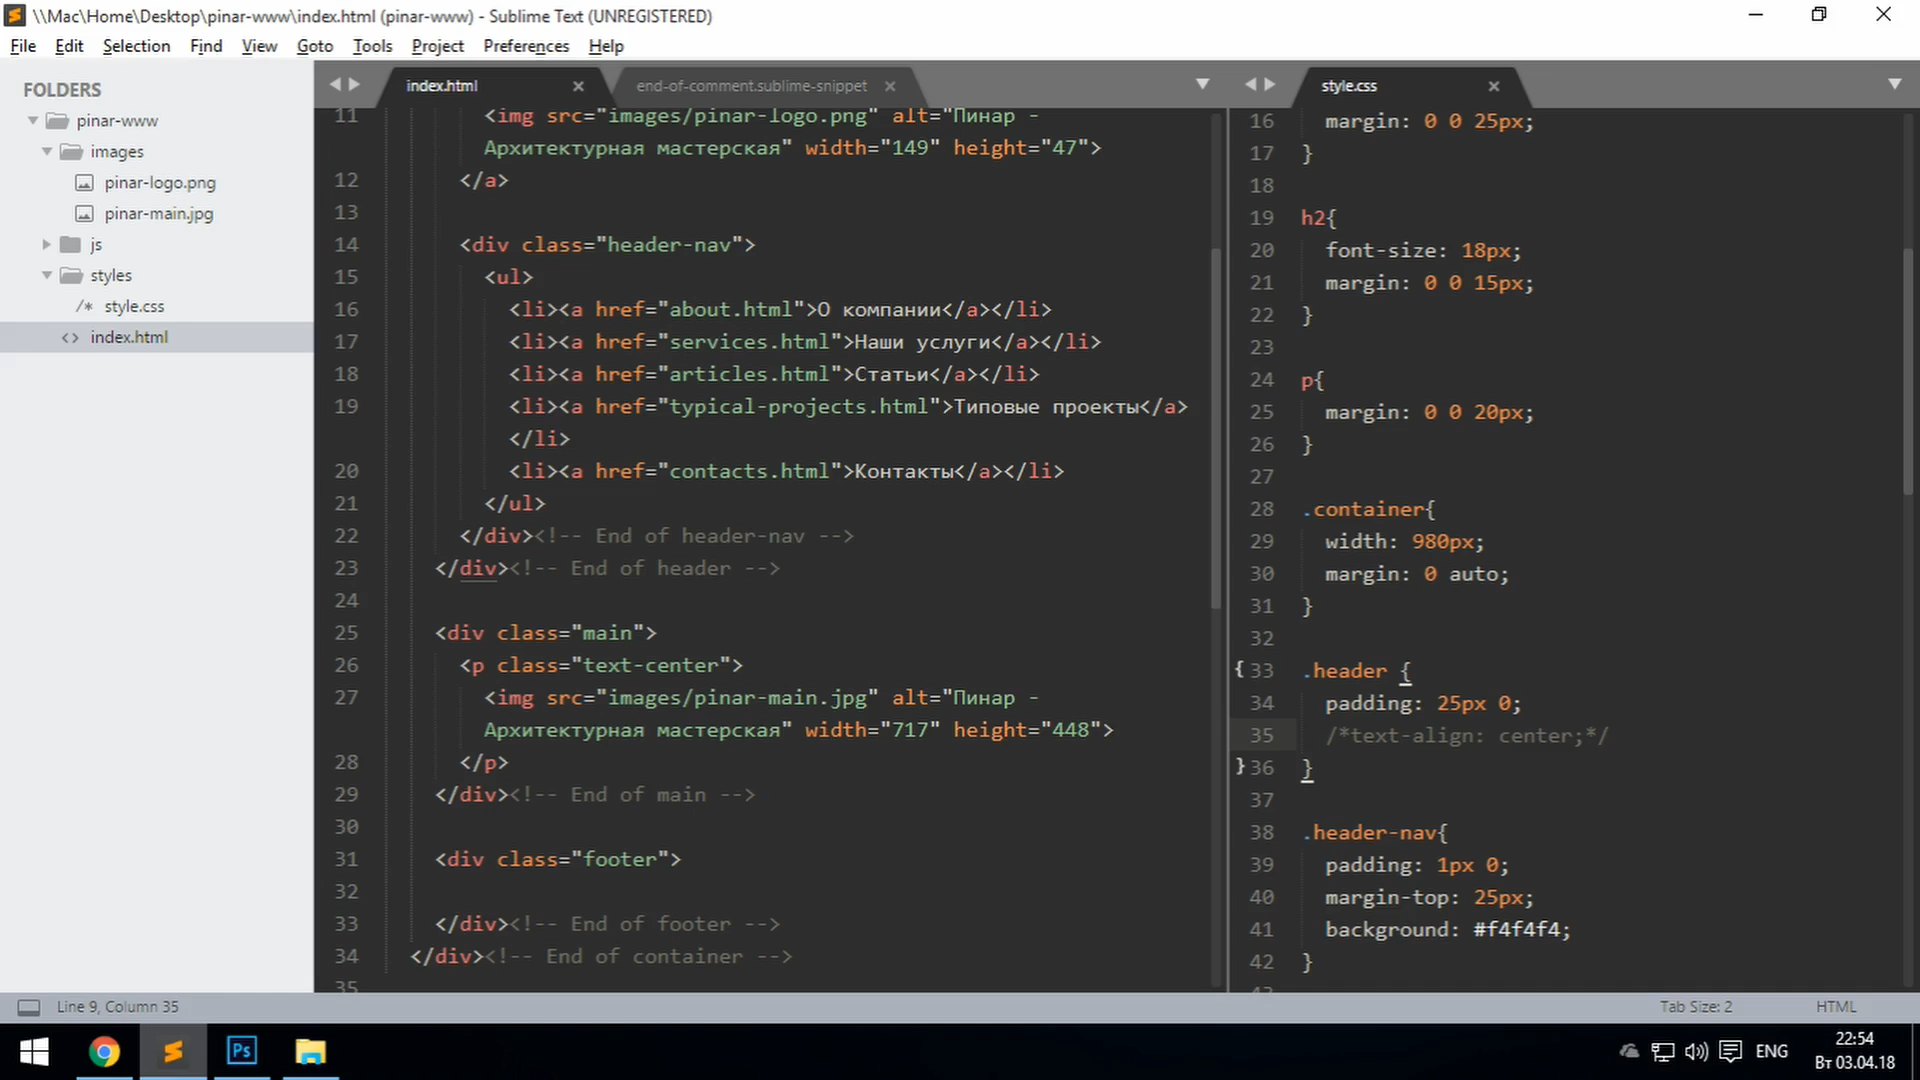 \\Mac\Home\Desktop\pinar-www\index.html (pinar-www) - Sublime Text (UNREGISTERED)
File Edit Selection Find View Goto Tools Project Preferences Help
FOLDERS
pinar-www
images
pinar-logo.png
pinar-main.jpg
js
styles
/* style.css
<> index.html
index.html
end-of-comment.sublime-snippet
11 <img src="images/pinar-logo.png" alt="Пинар -
Архитектурная мастерская" width="149" height="47">
12 </a>
13
14 <div class="header-nav">
15 <ul>
16 <li><a href="about.html">О компании</a></li>
17 <li><a href="services.html">Наши услуги</a></li>
18 <li><a href="articles.html">Статьи</a></li>
19 <li><a href="typical-projects.html">Типовые проекты</a>
</li>
20 <li><a href="contacts.html">Контакты</a></li>
21 </ul>
22 </div><!-- End of header-nav -->
23 </div><!-- End of header -->
24
25 <div class="main">
26 <p class="text-center">
27 <img src="images/pinar-main.jpg" alt="Пинар -
Архитектурная мастерская" width="717" height="448">
28 </p>
29 </div><!-- End of main -->
30
31 <div class="footer">
32
33 </div><!-- End of footer -->
34 </div><!-- End of container -->
35
style.css
16 margin: 0 0 25px;
17 }
18
19 h2{
20 font-size: 18px;
21 margin: 0 0 15px;
22 }
23
24 p{
25 margin: 0 0 20px;
26 }
27
28 .container{
29 width: 980px;
30 margin: 0 auto;
31 }
32
{ 33 .header {
34 padding: 25px 0;
35 /*text-align: center;*/
} 36 }
37
38 .header-nav{
39 padding: 1px 0;
40 margin-top: 25px;
41 background: #f4f4f4;
42 }
Line 9, Column 35
Tab Size: 2
HTML
Ps
ENG
22:54
Вт 03.04.18